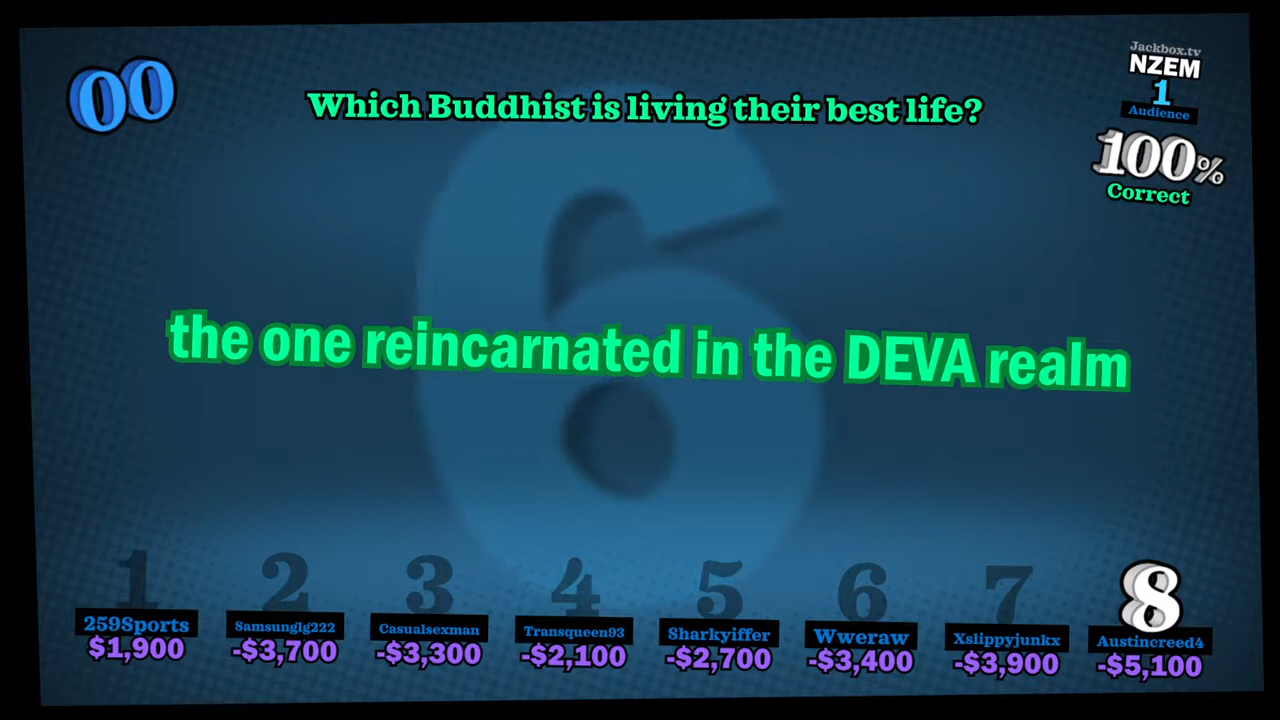 00
Which Buddhist is living their best life?
Jackbox.tv
NZEM
1
Audience
100%
Correct
the one reincarnated in the DEVA realm
6
1 2 3 4 5 6 7 8
259Sports Samsunglg222 Casualsexman Transqueen93 Sharkyiffer Wweraw Xslippyjunkx Austincreed4
$1,900 -$3,700 -$3,300 -$2,100 -$2,700 -$3,400 -$3,900 -$5,100